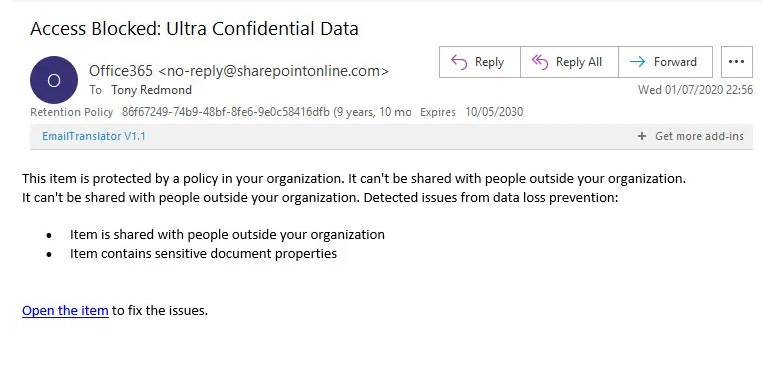 Access Blocked: Ultra Confidential Data
O
Office365 <no-reply@sharepointonline.com>
To Tony Redmond
Reply
Reply All
Forward
Wed 01/07/2020 22:56
Retention Policy 86f67249-74b9-48bf-8fe6-9e0c58416dfb (9 years, 10 mo Expires 10/05/2030
EmailTranslator V1.1
+ Get more add-ins
This item is protected by a policy in your organization. It can't be shared with people outside your organization.
It can't be shared with people outside your organization. Detected issues from data loss prevention:
• Item is shared with people outside your organization
• Item contains sensitive document properties
Open the item to fix the issues.